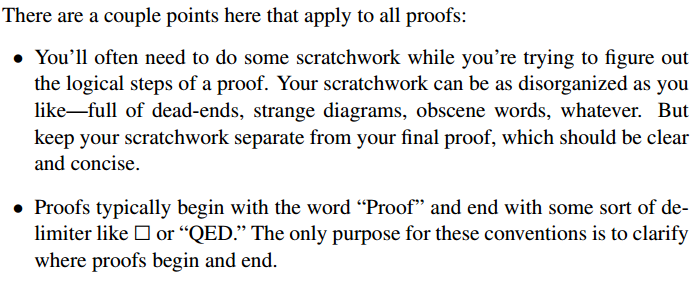 There are a couple points here that apply to all proofs:
• You’ll often need to do some scratchwork while you’re trying to figure out
the logical steps of a proof. Your scratchwork can be as disorganized as you
like—full of dead-ends, strange diagrams, obscene words, whatever. But
keep your scratchwork separate from your final proof, which should be clear
and concise.
• Proofs typically begin with the word “Proof” and end with some sort of de-
limiter like □ or “QED.” The only purpose for these conventions is to clarify
where proofs begin and end.